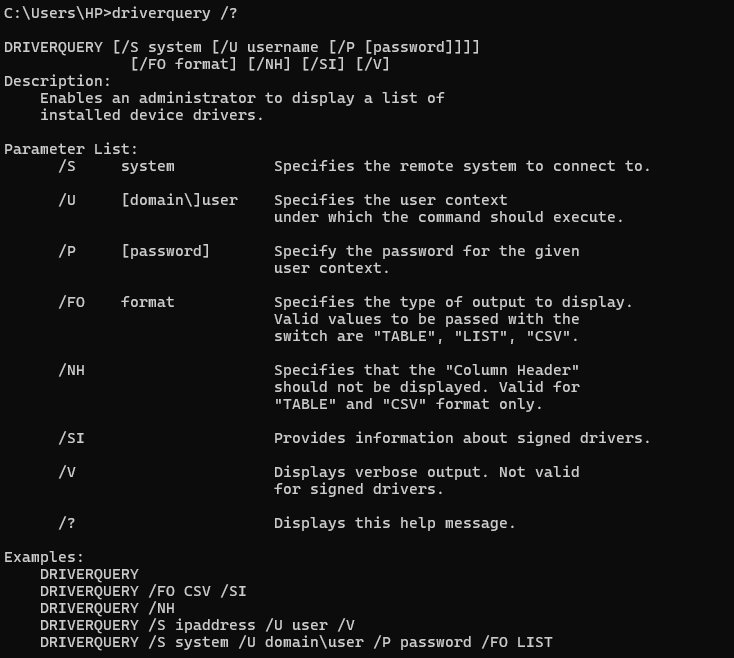 C:\Users\HP>driverquery /?
DRIVERQUERY [/S system [/U username [/P [password]]]]
[/FO format] [/NH] [/SI] [/V]
Description:
Enables an administrator to display a list of
installed device drivers.
Parameter List:
/S system Specifies the remote system to connect to.
/U [domain\]user Specifies the user context
under which the command should execute.
/P [password] Specify the password for the given
user context.
/FO format Specifies the type of output to display.
Valid values to be passed with the
switch are "TABLE", "LIST", "CSV".
/NH Specifies that the "Column Header"
should not be displayed. Valid for
"TABLE" and "CSV" format only.
/SI Provides information about signed drivers.
/V Displays verbose output. Not valid
for signed drivers.
/? Displays this help message.
Examples:
DRIVERQUERY
DRIVERQUERY /FO CSV /SI
DRIVERQUERY /NH
DRIVERQUERY /S ipaddress /U user /V
DRIVERQUERY /S system /U domain\user /P password /FO LIST